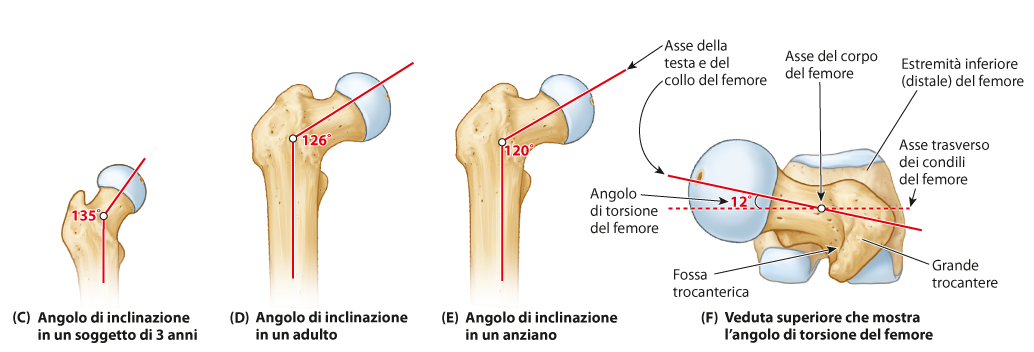 135°
(C) Angolo di inclinazione
in un soggetto di 3 anni
126°
(D) Angolo di inclinazione
in un adulto
120°
(E) Angolo di inclinazione
in un anziano
Asse della
testa e del
collo del femore
Asse del corpo
del femore
Estremità inferiore
(distale) del femore
Asse trasverso
dei condili
del femore
Angolo
di torsione
del femore
12°
Fossa
trocanterica
Grande
trocantere
(F) Veduta superiore che mostra
l'angolo di torsione del femore